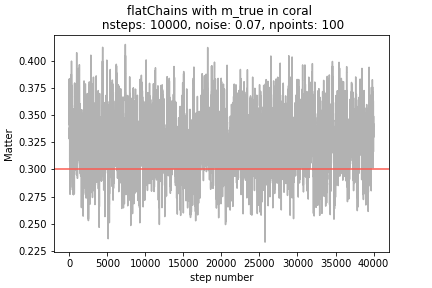 flatChains with m_true in coral
nsteps: 10000, noise: 0.07, npoints: 100
0.400
0.375
0.350
0.325
0.300
0.275
0.250
0.225
Matter
0 5000 10000 15000 20000 25000 30000 35000 40000
step number